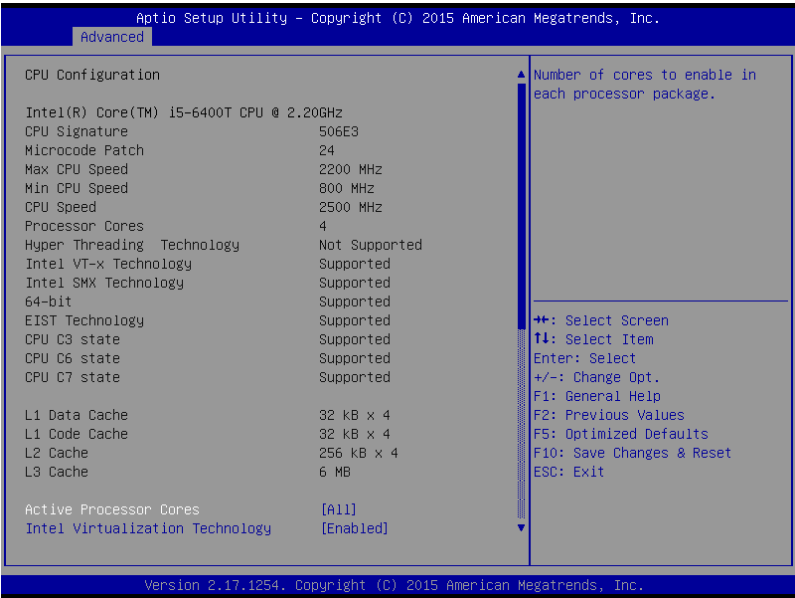 Aptio Setup Utility – Copyright (C) 2015 American Megatrends, Inc.
Advanced
CPU Configuration
Intel(R) Core(TM) i5-6400T CPU @ 2.20GHz
CPU Signature 506E3
Microcode Patch 24
Max CPU Speed 2200 MHz
Min CPU Speed 800 MHz
CPU Speed 2500 MHz
Processor Cores 4
Hyper Threading Technology Not Supported
Intel VT-x Technology Supported
Intel SMX Technology Supported
64-bit Supported
EIST Technology Supported
CPU C3 state Supported
CPU C6 state Supported
CPU C7 state Supported
L1 Data Cache 32 kB x 4
L1 Code Cache 32 kB x 4
L2 Cache 256 kB x 4
L3 Cache 6 MB
Active Processor Cores [All]
Intel Virtualization Technology [Enabled]
Number of cores to enable in
each processor package.
→←: Select Screen
↑↓: Select Item
Enter: Select
+/-: Change Opt.
F1: General Help
F2: Previous Values
F5: Optimized Defaults
F10: Save Changes & Reset
ESC: Exit
Version 2.17.1254. Copyright (C) 2015 American Megatrends, Inc.